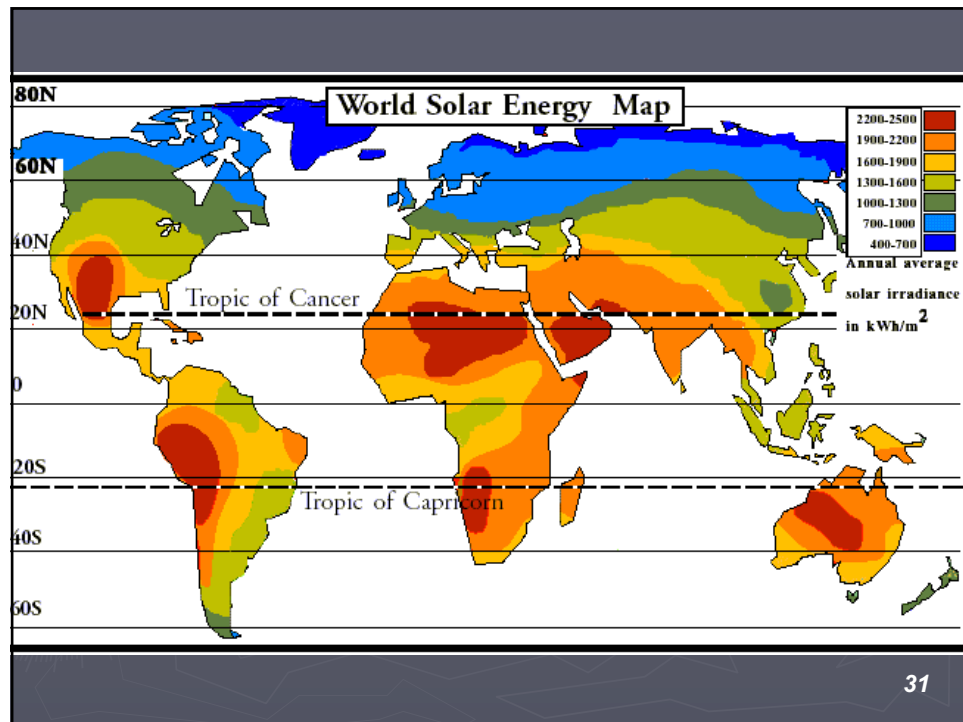 World Solar Energy Map
80N
60N
40N
20N
0
20S
40S
60S
Tropic of Cancer
Tropic of Capricorn
2200-2500
1900-2200
1600-1900
1300-1600
1000-1300
700-1000
400-700
Annual average
solar irradiance
in kWh/m²
31